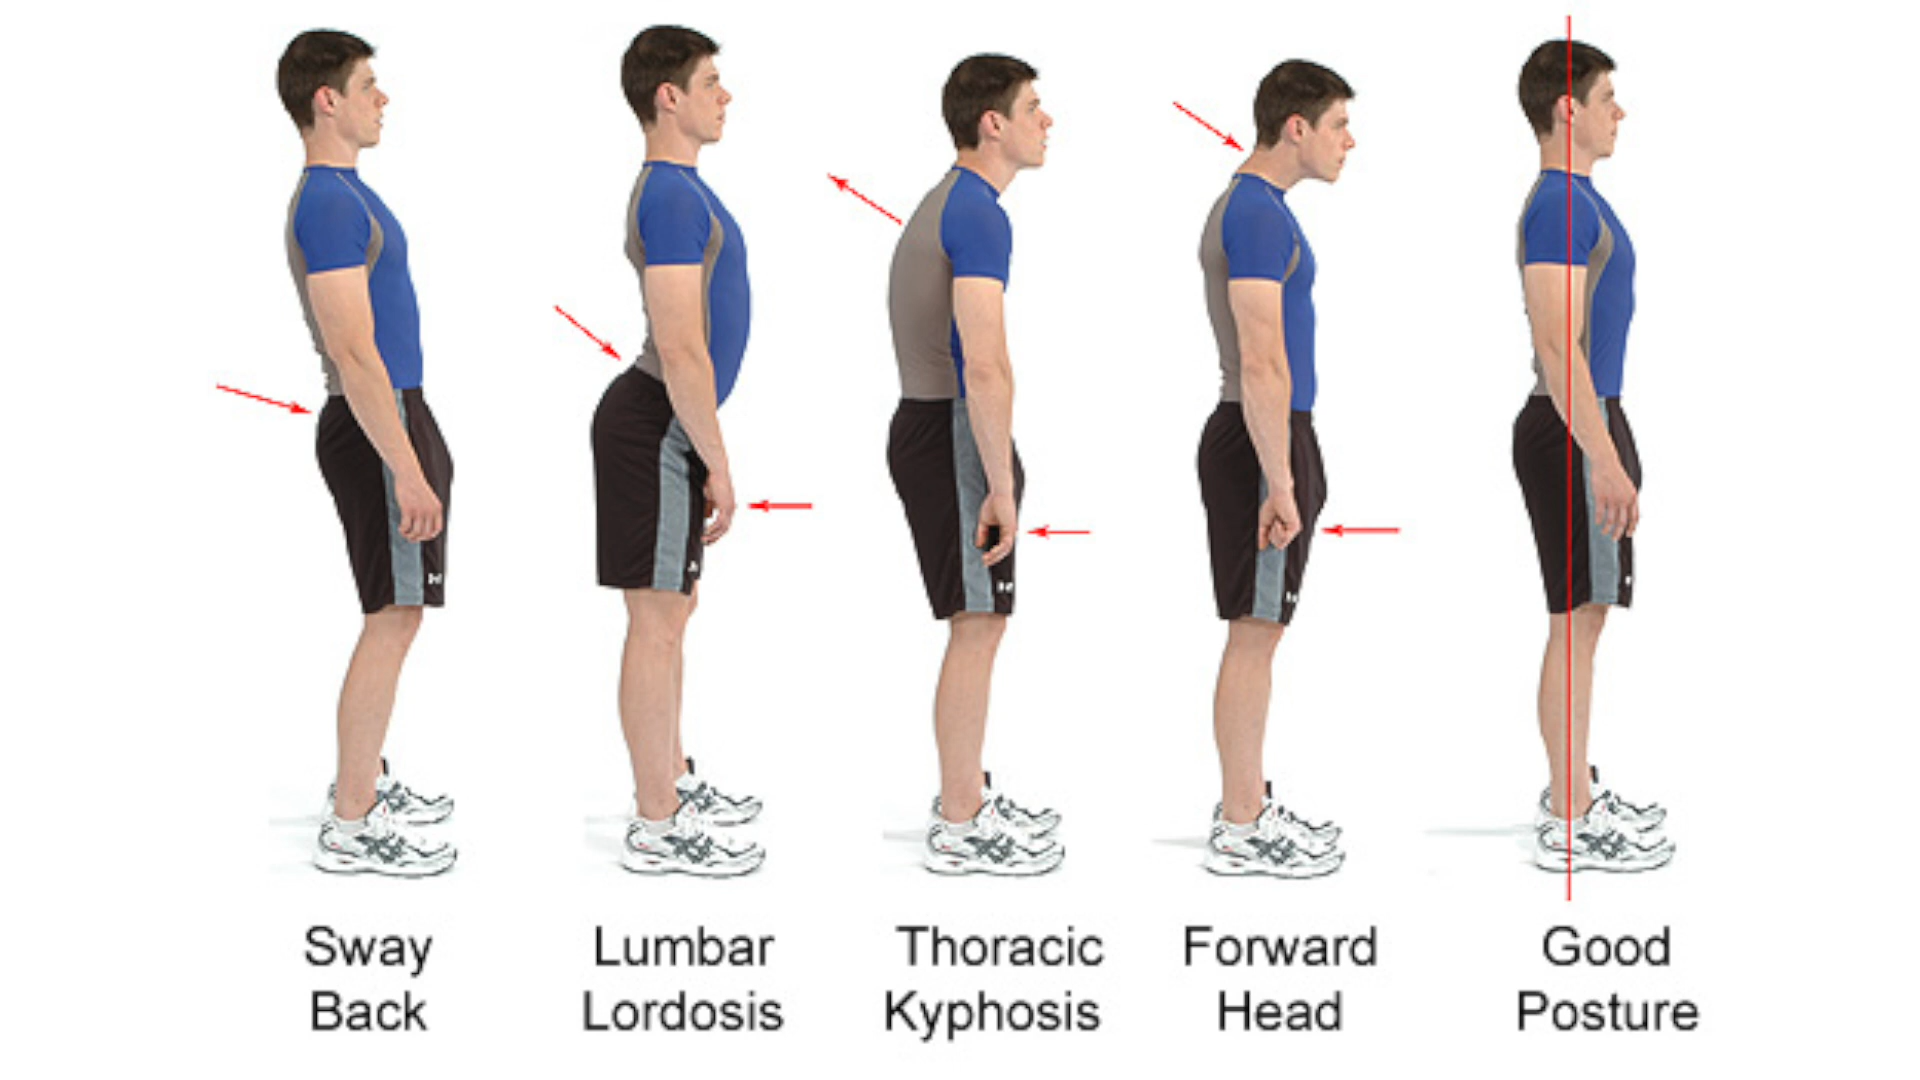 Sway
Back
Lumbar
Lordosis
Thoracic
Kyphosis
Forward
Head
Good
Posture